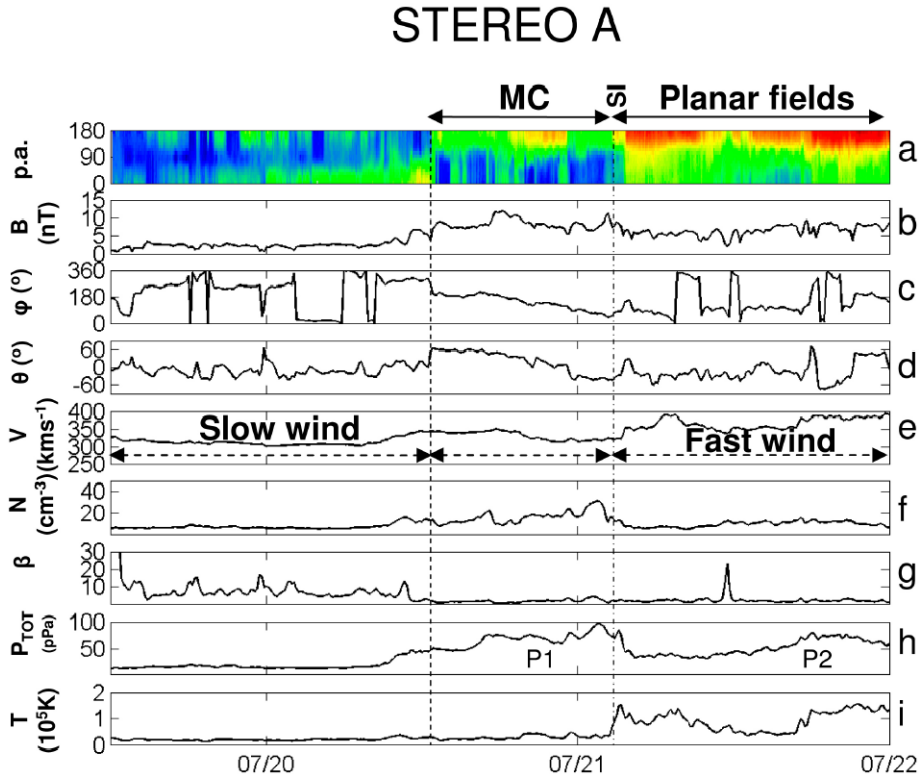 STEREO A
MC SI Planar fields
180
90
0
p.a.
a
15
10
5
0
B
(nT)
b
360
180
0
φ (º)
c
60
0
-60
θ (º)
d
400
350
300
250
V
(kms⁻¹)
Slow wind Fast wind
e
40
20
N
(cm⁻³)
f
30
20
10
β
g
100
50
P_TOT
(pPa)
P1 P2
h
2
1
0
T
(10⁵K)
i
07/20 07/21 07/22